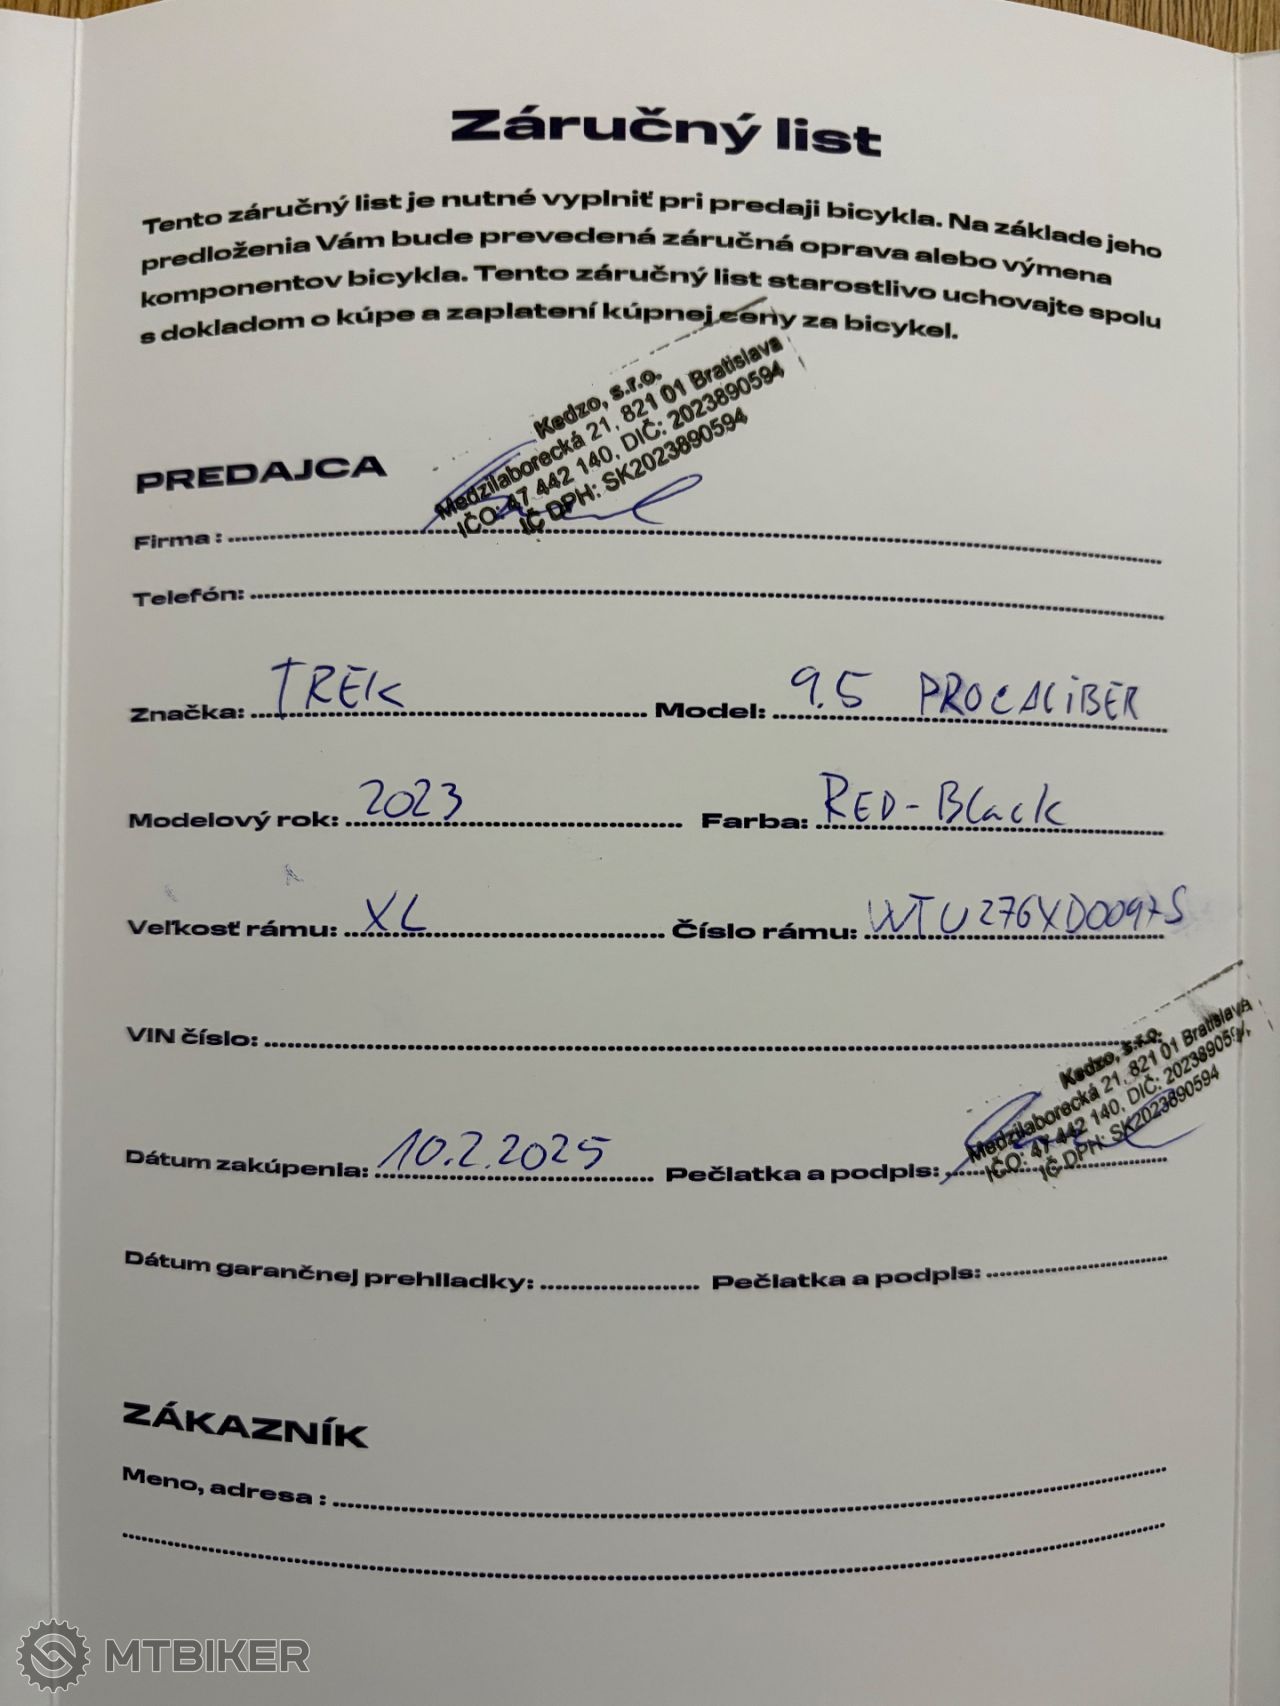 Záručný list
Tento záručný list je nutné vyplniť pri predaji bicykla. Na základe jeho
predloženia Vám bude prevedená záručná oprava alebo výmena
komponentov bicykla. Tento záručný list starostlivo uchovajte spolu
s dokladom o kúpe a zaplatení kúpnej ceny za bicykel.
Kedzo, s.r.o.
Medzilaborecká 21, 821 01 Bratislava
IČO: 47 442 140, DIČ: 2023890594
IČ DPH: SK2023890594
PREDAJCA
Firma :
Telefón:
Značka: TREK Model: 9.5 PROCALIBER
Modelový rok: 2023 Farba: RED-Black
Veľkosť rámu: XL Číslo rámu: WTU276XD0097S
VIN číslo:
Kedzo, s.r.o.
Medzilaborecká 21, 821 01 Bratislava
IČO: 47 442 140, DIČ: 2023890594
IČ DPH: SK2023890594
Dátum zakúpenia: 10.2.2025 Pečiatka a podpis:
Dátum garančnej prehliadky: Pečiatka a podpis:
ZÁKAZNÍK
Meno, adresa :
MTBIKER